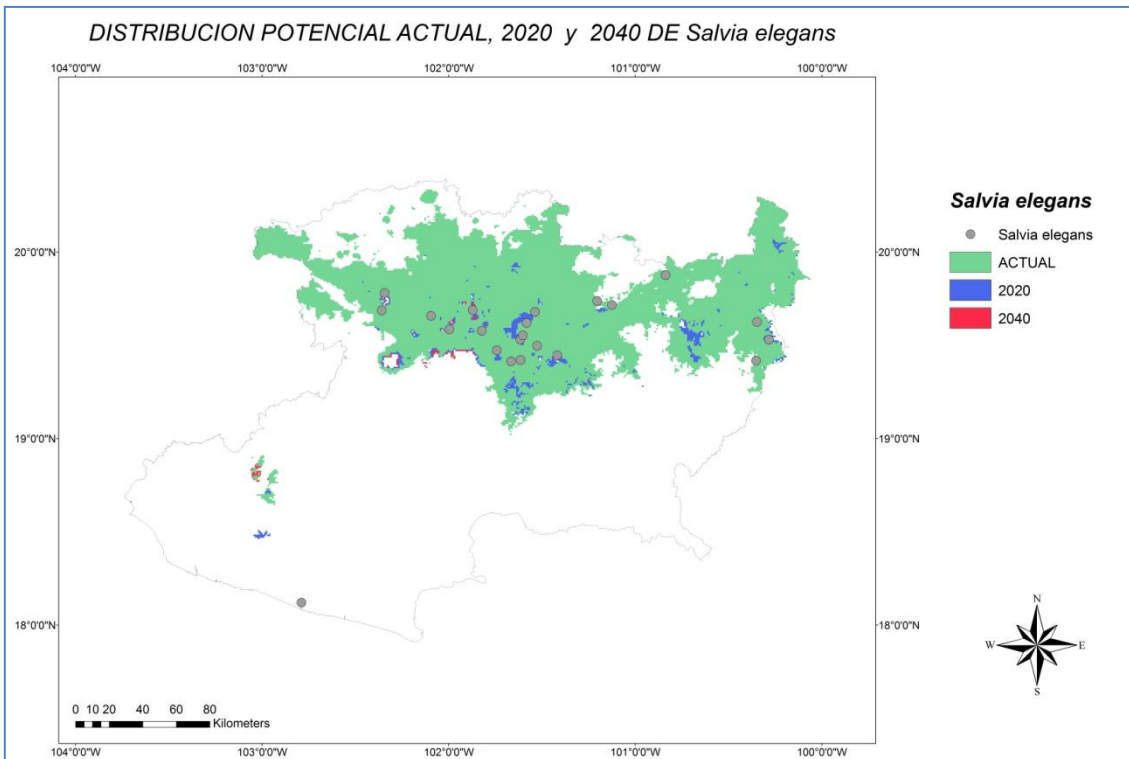 DISTRIBUCION POTENCIAL ACTUAL, 2020 y 2040 DE Salvia elegans
104°0'0"W 103°0'0"W 102°0'0"W 101°0'0"W 100°0'0"W
20°0'0"N 20°0'0"N
19°0'0"N 19°0'0"N
18°0'0"N 18°0'0"N
0 10 20 40 60 80
Kilometers
104°0'0"W 103°0'0"W 102°0'0"W 101°0'0"W 100°0'0"W
Salvia elegans
Salvia elegans
ACTUAL
2020
2040
N
W E
S